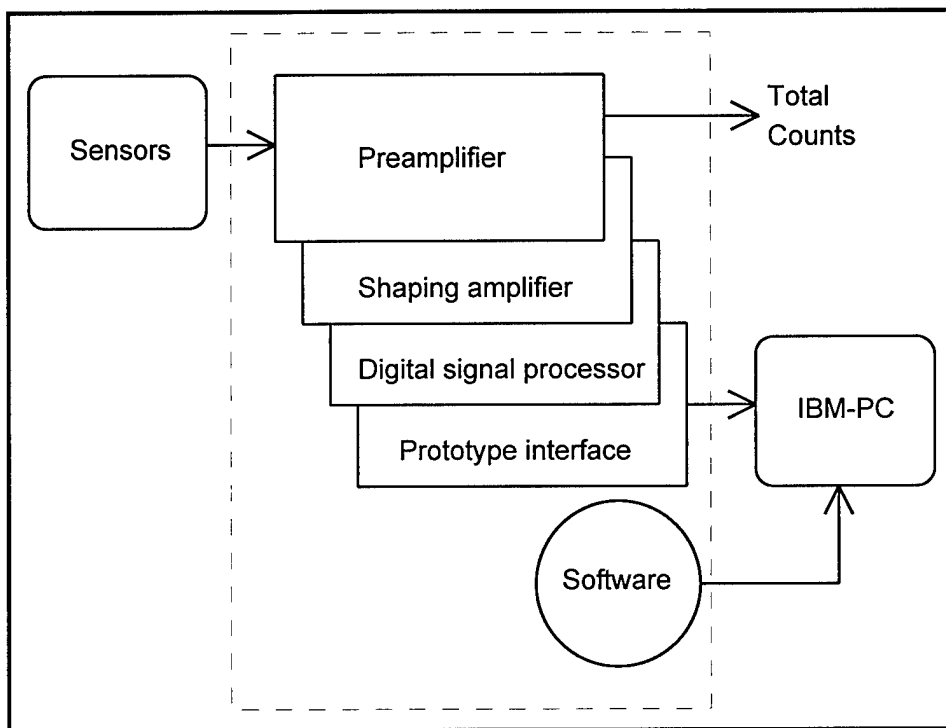 Sensors
Preamplifier
Total
Counts
Shaping amplifier
Digital signal processor
Prototype interface
IBM-PC
Software